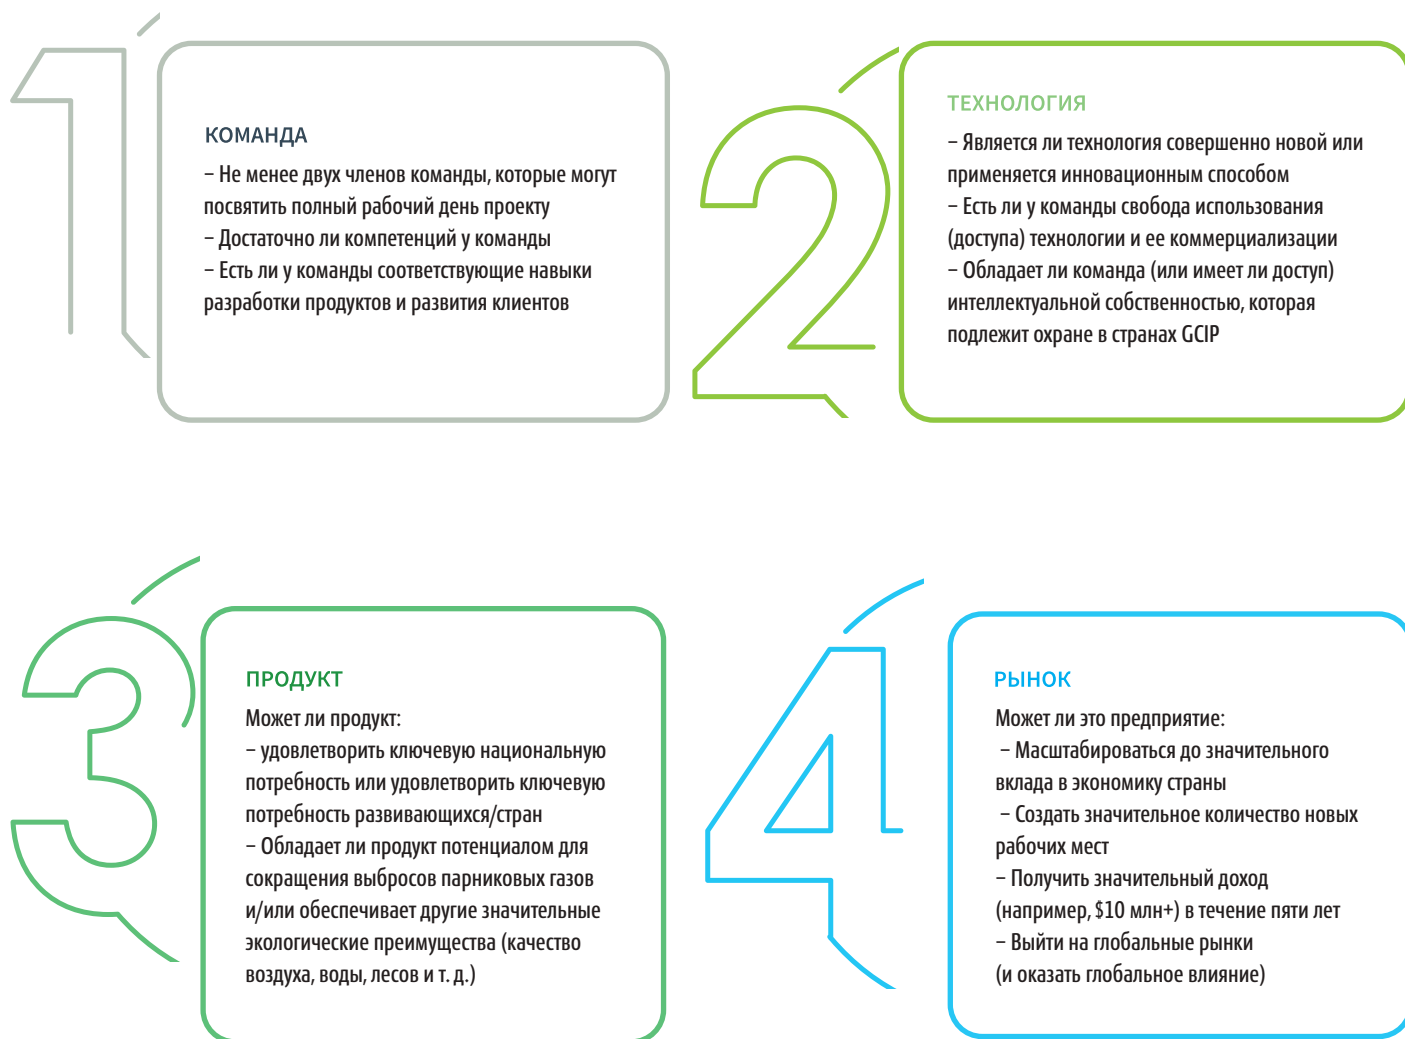 1
КОМАНДА
– Не менее двух членов команды, которые могут
посвятить полный рабочий день проекту
– Достаточно ли компетенций у команды
– Есть ли у команды соответствующие навыки
разработки продуктов и развития клиентов
2
ТЕХНОЛОГИЯ
– Является ли технология совершенно новой или
применяется инновационным способом
– Есть ли у команды свобода использования
(доступа) технологии и ее коммерциализации
– Обладает ли команда (или имеет ли доступ)
интеллектуальной собственностью, которая
подлежит охране в странах GCIP
3
ПРОДУКТ
Может ли продукт:
– удовлетворить ключевую национальную
потребность или удовлетворить ключевую
потребность развивающихся/стран
– Обладает ли продукт потенциалом для
сокращения выбросов парниковых газов
и/или обеспечивает другие значительные
экологические преимущества (качество
воздуха, воды, лесов и т. д.)
4
РЫНОК
Может ли это предприятие:
– Масштабироваться до значительного
вклада в экономику страны
– Создать значительное количество новых
рабочих мест
– Получить значительный доход
(например, $10 млн+) в течение пяти лет
– Выйти на глобальные рынки
(и оказать глобальное влияние)